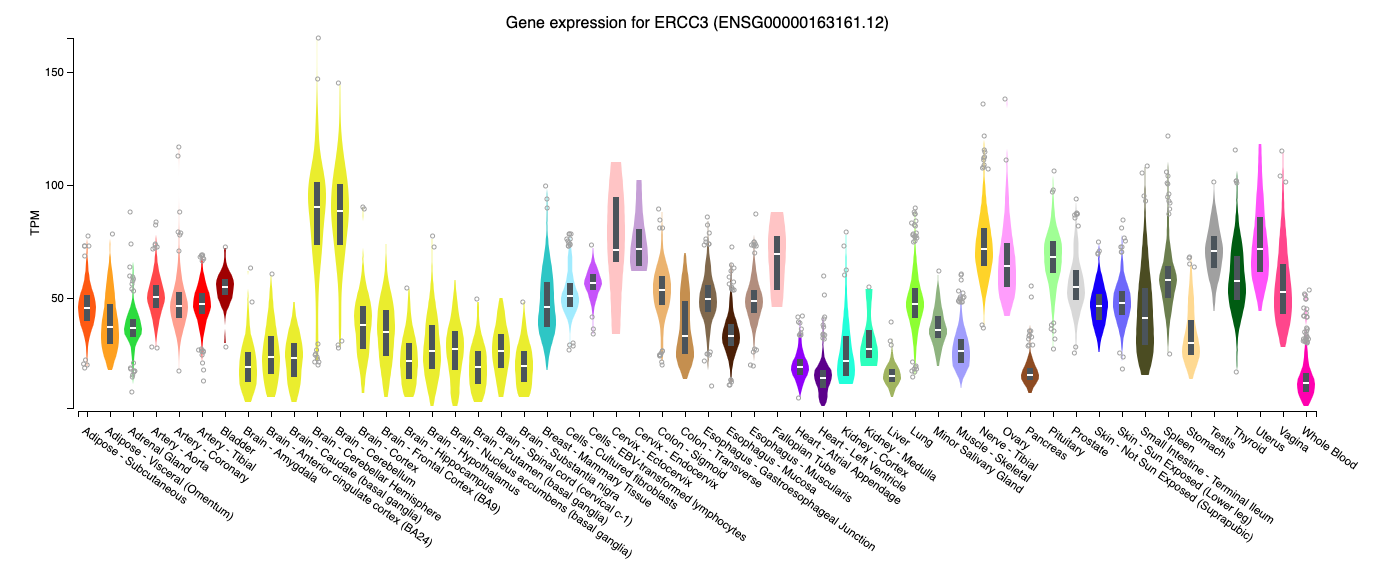 Gene expression for ERCC3 (ENSG00000163161.12)
TPM
150
100
50
Adipose - Subcutaneous
Adipose - Visceral (Omentum)
Adrenal Gland
Artery - Aorta
Artery - Coronary
Artery - Tibial
Bladder
Brain - Amygdala
Brain - Anterior cingulate cortex (BA24)
Brain - Caudate (basal ganglia)
Brain - Cerebellar Hemisphere
Brain - Cerebellum
Brain - Cortex
Brain - Frontal Cortex (BA9)
Brain - Hippocampus
Brain - Hypothalamus
Brain - Nucleus accumbens (basal ganglia)
Brain - Putamen (basal ganglia)
Brain - Spinal cord (cervical c-1)
Brain - Substantia nigra
Breast - Mammary Tissue
Cells - Cultured fibroblasts
Cells - EBV-transformed lymphocytes
Cervix - Ectocervix
Cervix - Endocervix
Colon - Sigmoid
Colon - Transverse
Esophagus - Gastroesophageal Junction
Esophagus - Mucosa
Esophagus - Muscularis
Fallopian Tube
Heart - Atrial Appendage
Heart - Left Ventricle
Kidney - Cortex
Kidney - Medulla
Liver
Lung
Minor Salivary Gland
Muscle - Skeletal
Nerve - Tibial
Ovary
Pancreas
Pituitary
Prostate
Skin - Not Sun Exposed (Suprapubic)
Skin - Sun Exposed (Lower leg)
Small Intestine - Terminal Ileum
Spleen
Stomach
Testis
Thyroid
Uterus
Vagina
Whole Blood